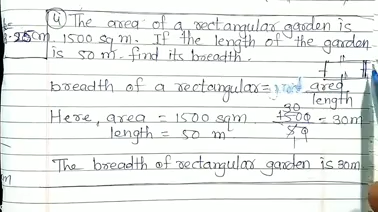 ④ The area of a rectangular garden is
1500 sq m. If the length of the garden
is 50 m. find its breadth.
breadth of a rectangular = area
length
Here, area = 1500 sqm
length = 50 m
30
1500 = 30m
50
The breadth of rectangular garden is 30m